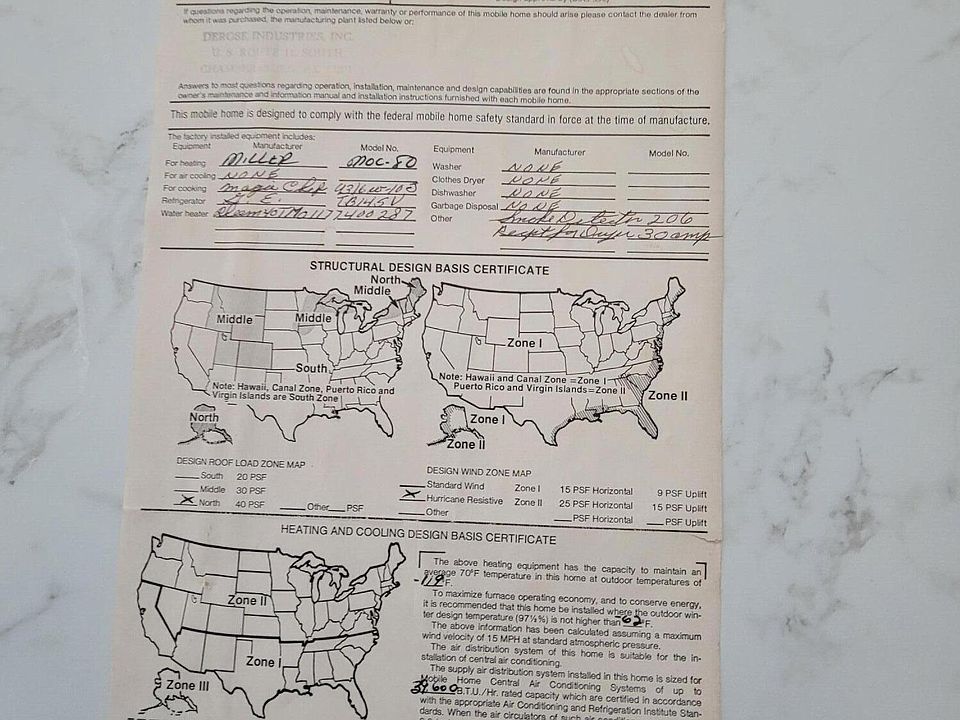 If questions regarding the operation, maintenance, warranty or performance of this mobile home should arise please contact the dealer from
whom it was purchased, the manufacturing plant listed below or:
DEROSE INDUSTRIES, INC.
U.S. ROUTE 11, SOUTH
Answers to most questions regarding operation, installation, maintenance and design capabilities are found in the appropriate sections of the
owner's maintenance and information manual and installation instructions furnished with each mobile home.
This mobile home is designed to comply with the federal mobile home safety standard in force at the time of manufacture.
The factory installed equipment includes:
Equipment Manufacturer Model No. Equipment Manufacturer Model No.
For heating MILLER MOC-80 Washer NONE
For air cooling NONE Clothes Dryer NONE
For cooking Magic Chef Dishwasher NONE
Refrigerator G.E. TB14SV Garbage Disposal NONE
Water heater 7400287 Other Smoke Detector 206
Recept for Dryer 30 amp
STRUCTURAL DESIGN BASIS CERTIFICATE
North
Middle
Middle
Middle
South
Note: Hawaii, Canal Zone, Puerto Rico and
Virgin Islands are South Zone
North
Zone I
Note: Hawaii and Canal Zone =Zone I
Puerto Rico and Virgin Islands=Zone II
Zone II
Zone I
Zone II
DESIGN ROOF LOAD ZONE MAP
South 20 PSF
Middle 30 PSF
X North 40 PSF Other PSF
DESIGN WIND ZONE MAP
Standard Wind Zone I 15 PSF Horizontal 9 PSF Uplift
X Hurricane Resistive Zone II 25 PSF Horizontal 15 PSF Uplift
Other PSF Horizontal PSF Uplift
HEATING AND COOLING DESIGN BASIS CERTIFICATE
Zone II
Zone I
Zone III
The above heating equipment has the capacity to maintain an
average 70°F temperature in this home at outdoor temperatures of
-119 F.
To maximize furnace operating economy, and to conserve energy,
it is recommended that this home be installed where the outdoor win-
ter design temperature (97½%) is not higher than 62 °F.
The above information has been calculated assuming a maximum
wind velocity of 15 MPH at standard atmospheric pressure.
The air distribution system of this home is suitable for the in-
stallation of central air conditioning.
The supply air distribution system installed in this home is sized for
Mobile Home Central Air Conditioning Systems of up to
B.T.U./Hr. rated capacity which are certified in accordance
with the appropriate Air Conditioning and Refrigeration Institute Stan-
dards. When the air circulators of such air